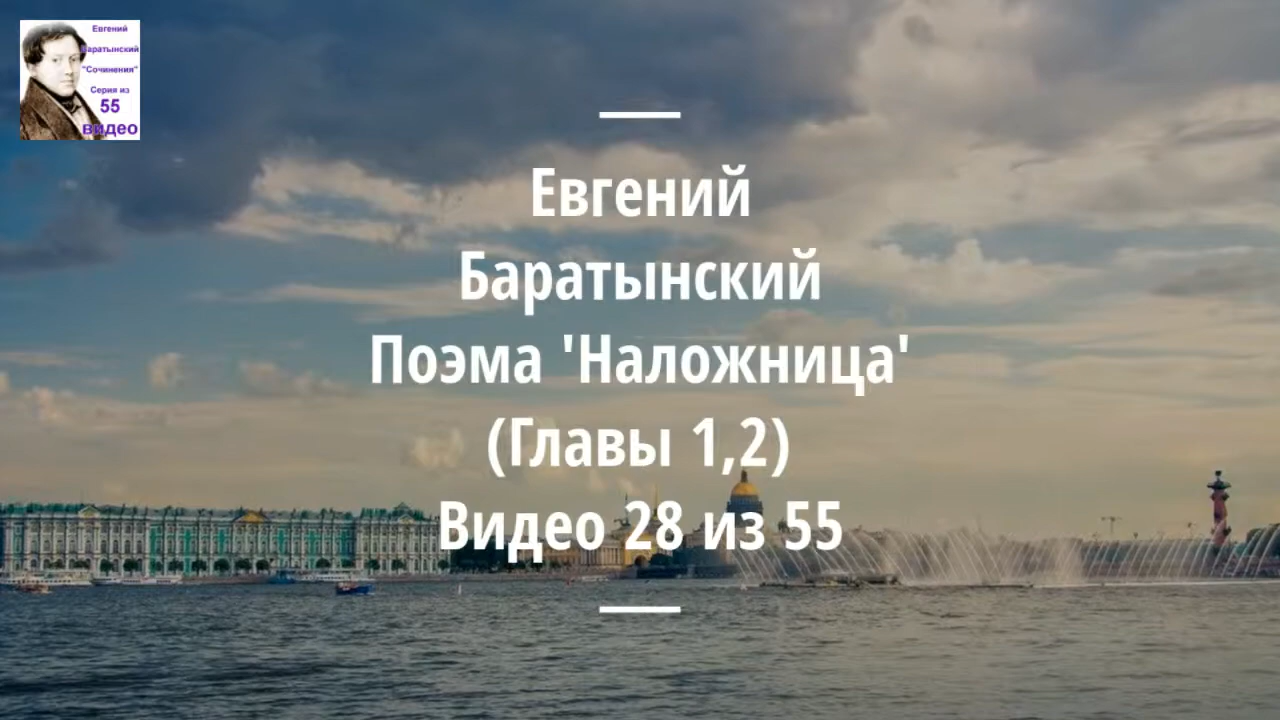 Евгений
Баратынский
"Сочинения"
Серия из
55
видео
Евгений
Баратынский
Поэма 'Наложница'
(Главы 1,2)
Видео 28 из 55